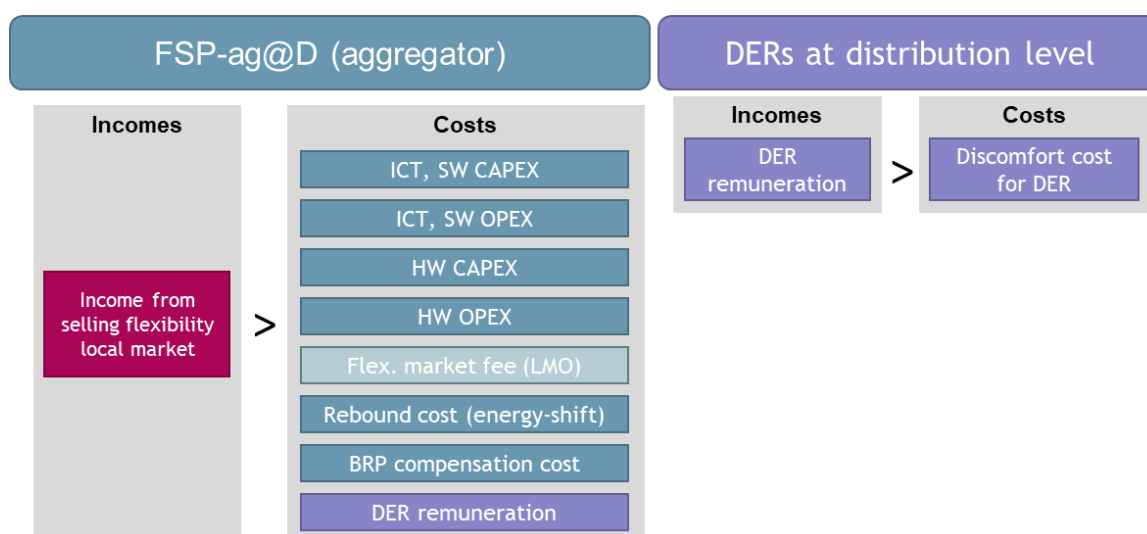 FSP-ag@D (aggregator)
Incomes
Income from
selling flexibility
local market
>
Costs
ICT, SW CAPEX
ICT, SW OPEX
HW CAPEX
HW OPEX
Flex. market fee (LMO)
Rebound cost (energy-shift)
BRP compensation cost
DER remuneration
DERs at distribution level
Incomes
DER
remuneration
>
Costs
Discomfort cost
for DER